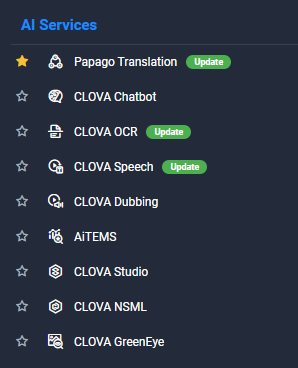 AI Services
Papago Translation Update
CLOVA Chatbot
CLOVA OCR Update
CLOVA Speech Update
CLOVA Dubbing
AiTEMS
CLOVA Studio
CLOVA NSML
CLOVA GreenEye